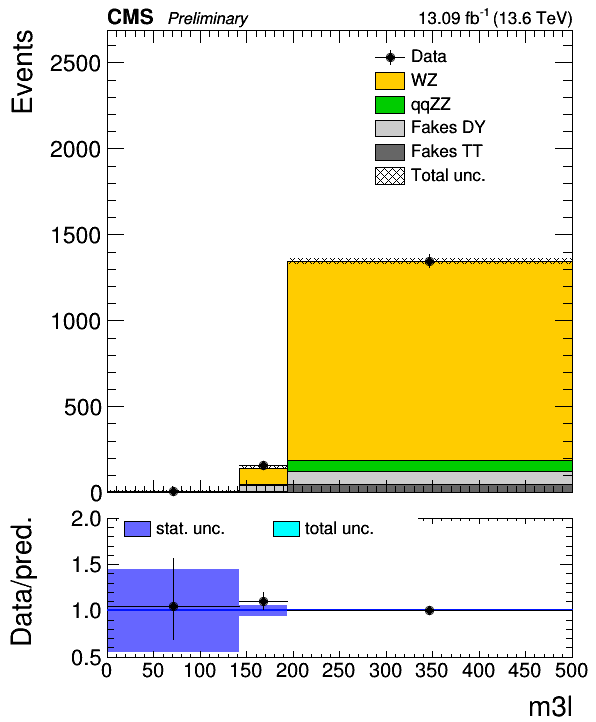 CMS Preliminary 13.09 fb⁻¹ (13.6 TeV)
Events
2500
2000
1500
1000
500
0
Data
WZ
qqZZ
Fakes DY
Fakes TT
Total unc.
Data/pred.
2.0
1.5
1.0
0.5
stat. unc. total unc.
0 50 100 150 200 250 300 350 400 450 500
m3l